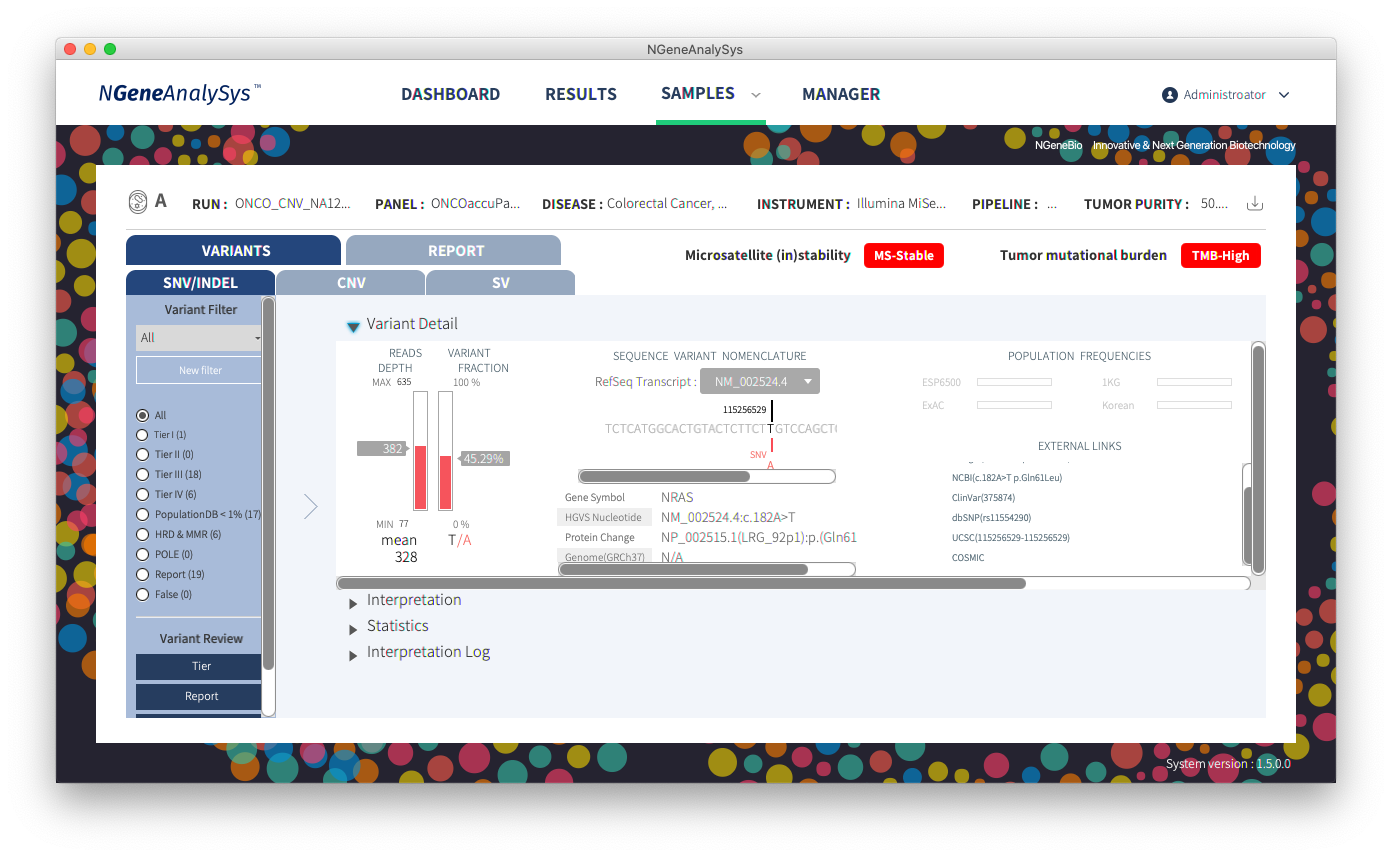 NGeneAnalySys
NGeneAnalySys™
DASHBOARD
RESULTS
SAMPLES
MANAGER
Administroator
NGeneBio Innovative & Next Generation Biotechnology
A
RUN : ONCO_CNV_NA12...
PANEL : ONCOaccuPa...
DISEASE : Colorectal Cancer, ...
INSTRUMENT : Illumina MiSe...
PIPELINE : ...
TUMOR PURITY : 50....
VARIANTS
REPORT
Microsatellite (in)stability MS-Stable
Tumor mutational burden TMB-High
SNV/INDEL
CNV
SV
Variant Filter
All
New filter
All
Tier I (1)
Tier II (0)
Tier III (18)
Tier IV (6)
PopulationDB < 1% (17)
HRD & MMR (6)
POLE (0)
Report (19)
False (0)
Variant Review
Tier
Report
Variant Detail
READS
DEPTH
MAX 635
382
MIN 77
mean
328
VARIANT
FRACTION
100 %
45.29%
0 %
T/A
SEQUENCE VARIANT NOMENCLATURE
RefSeq Transcript : NM_002524.4
115256529
TCTCATGGCACTGTACTCTTCTTGTCCAGCT
SNV
A
Gene Symbol NRAS
HGVS Nucleotide NM_002524.4:c.182A>T
Protein Change NP_002515.1(LRG_92p1):p.(Gln61
Genome(GRCh37) N/A
POPULATION FREQUENCIES
ESP6500
1KG
ExAC
Korean
EXTERNAL LINKS
NCBI(c.182A>T p.Gln61Leu)
ClinVar(375874)
dbSNP(rs11554290)
UCSC(115256529-115256529)
COSMIC
Interpretation
Statistics
Interpretation Log
System version : 1.5.0.0